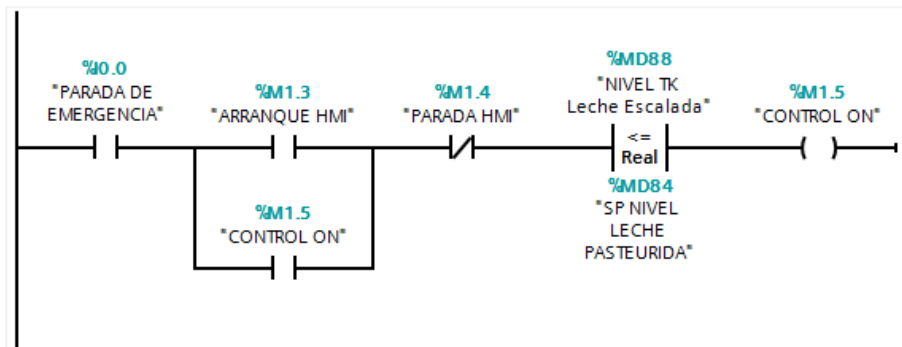 %I0.0
"PARADA DE
EMERGENCIA"
%M1.3
"ARRANQUE HMI"
%M1.4
"PARADA HMI"
%MD88
"NIVEL TK
Leche Escalada"
<=
Real
%MD84
"SP NIVEL
LECHE
PASTEURIDA"
%M1.5
"CONTROL ON"
%M1.5
"CONTROL ON"